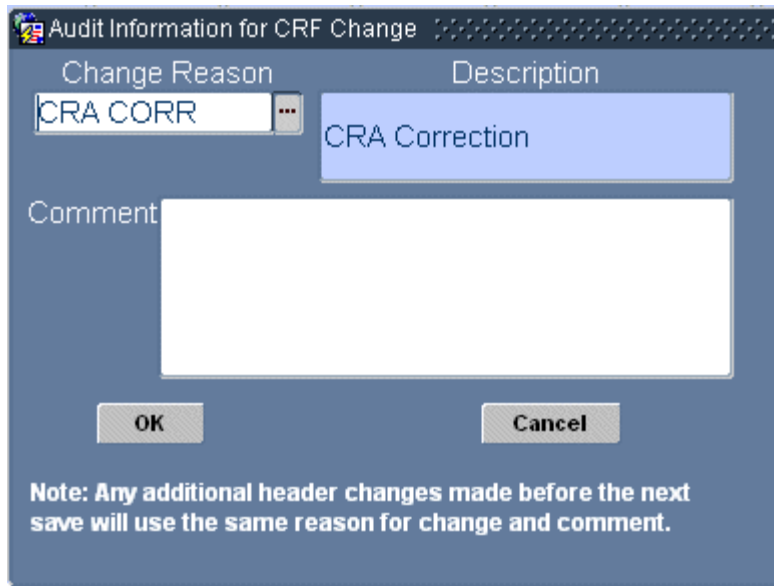 Audit Information for CRF Change
Change Reason
Description
CRA CORR
...
CRA Correction
Comment
OK
Cancel
Note: Any additional header changes made before the next
save will use the same reason for change and comment.